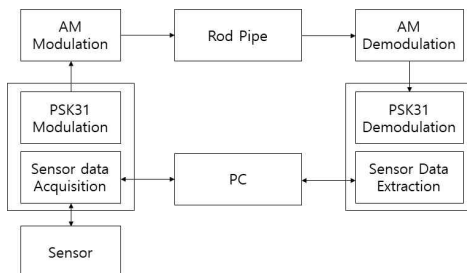 AM
Modulation
Rod Pipe
AM
Demodulation
PSK31
Modulation
PSK31
Demodulation
Sensor data
Acquisition
PC
Sensor Data
Extraction
Sensor